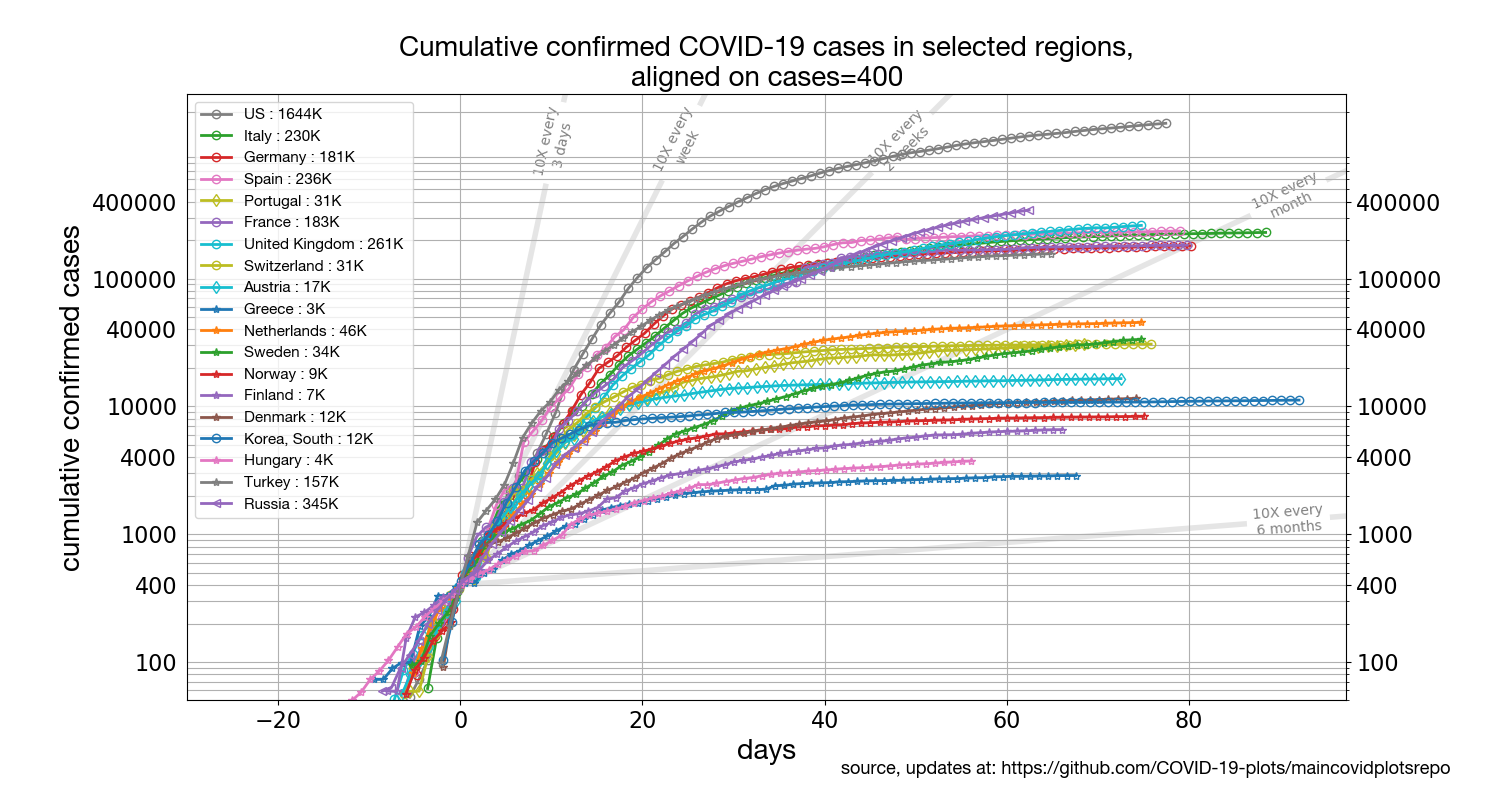 Cumulative confirmed COVID-19 cases in selected regions,
aligned on cases=400
US : 1644K
Italy : 230K
Germany : 181K
Spain : 236K
Portugal : 31K
France : 183K
United Kingdom : 261K
Switzerland : 31K
Austria : 17K
Greece : 3K
Netherlands : 46K
Sweden : 34K
Norway : 9K
Finland : 7K
Denmark : 12K
Korea, South : 12K
Hungary : 4K
Turkey : 157K
Russia : 345K
10X every
3 days
10X every
week
10X every
2 weeks
10X every
month
10X every
6 months
cumulative confirmed cases
400000
100000
40000
10000
4000
1000
400
100
400000
100000
40000
10000
4000
1000
400
100
−20
0
20
40
60
80
days
source, updates at: https://github.com/COVID-19-plots/maincovidplotsrepo